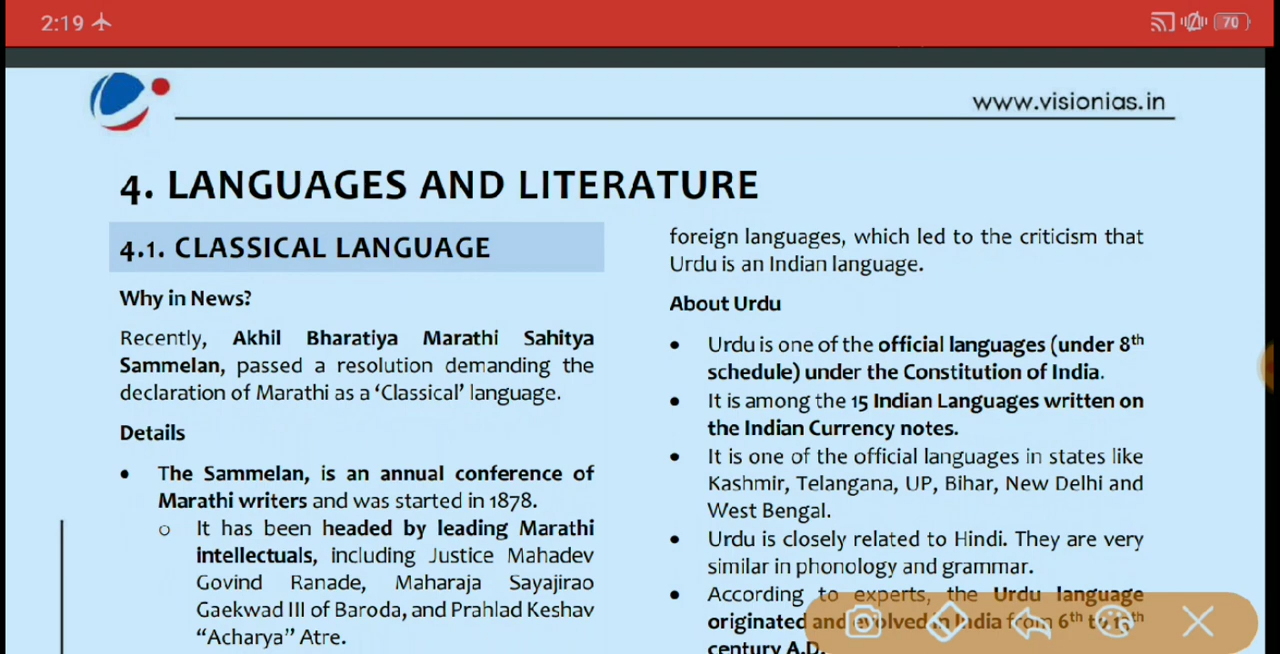 2:19
70
www.visionias.in
4. LANGUAGES AND LITERATURE
4.1. CLASSICAL LANGUAGE
Why in News?
Recently, Akhil Bharatiya Marathi Sahitya
Sammelan, passed a resolution demanding the
declaration of Marathi as a ‘Classical’ language.
Details
• The Sammelan, is an annual conference of
Marathi writers and was started in 1878.
o It has been headed by leading Marathi
intellectuals, including Justice Mahadev
Govind Ranade, Maharaja Sayajirao
Gaekwad III of Baroda, and Prahlad Keshav
“Acharya” Atre.
foreign languages, which led to the criticism that
Urdu is an Indian language.
About Urdu
• Urdu is one of the official languages (under 8th
schedule) under the Constitution of India.
• It is among the 15 Indian Languages written on
the Indian Currency notes.
• It is one of the official languages in states like
Kashmir, Telangana, UP, Bihar, New Delhi and
West Bengal.
• Urdu is closely related to Hindi. They are very
similar in phonology and grammar.
• According to experts, the Urdu language
originated and evolved in India from 6th to 13th
century A.D.